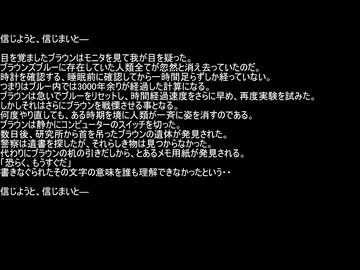 信じようと、信じまいと―
目を覚ましたブラウンはモニタを見て我が目を疑った。
ブラウンズブルーに存在していた人類全てが忽然と消え去っていたのだ。
時計を確認する、睡眠前に確認してから一時間足らずしか経っていない。
つまりはブルー内では3000年余りが経過した計算になる。
ブラウンは急いでブルーをリセットし、時間経過速度をさらに早め、再度実験を試みた。
しかしそれはさらにブラウンを戦慄させる事となる。
何度やり直しても、ある時期を境に人類が一斉に姿を消すのである。
ブラウンは静かにコンピューターのスイッチを切った。
数日後、研究所から首を吊ったブラウンの遺体が発見された。
警察は遺書を探したが、それらしき物は見つからなかった。
代わりにブラウンの机の引きだしから、とあるメモ用紙が発見される。
「恐らく、もうすぐだ」
書きなぐられたその文字の意味を誰も理解できなかったという・・
信じようと、信じまいと―